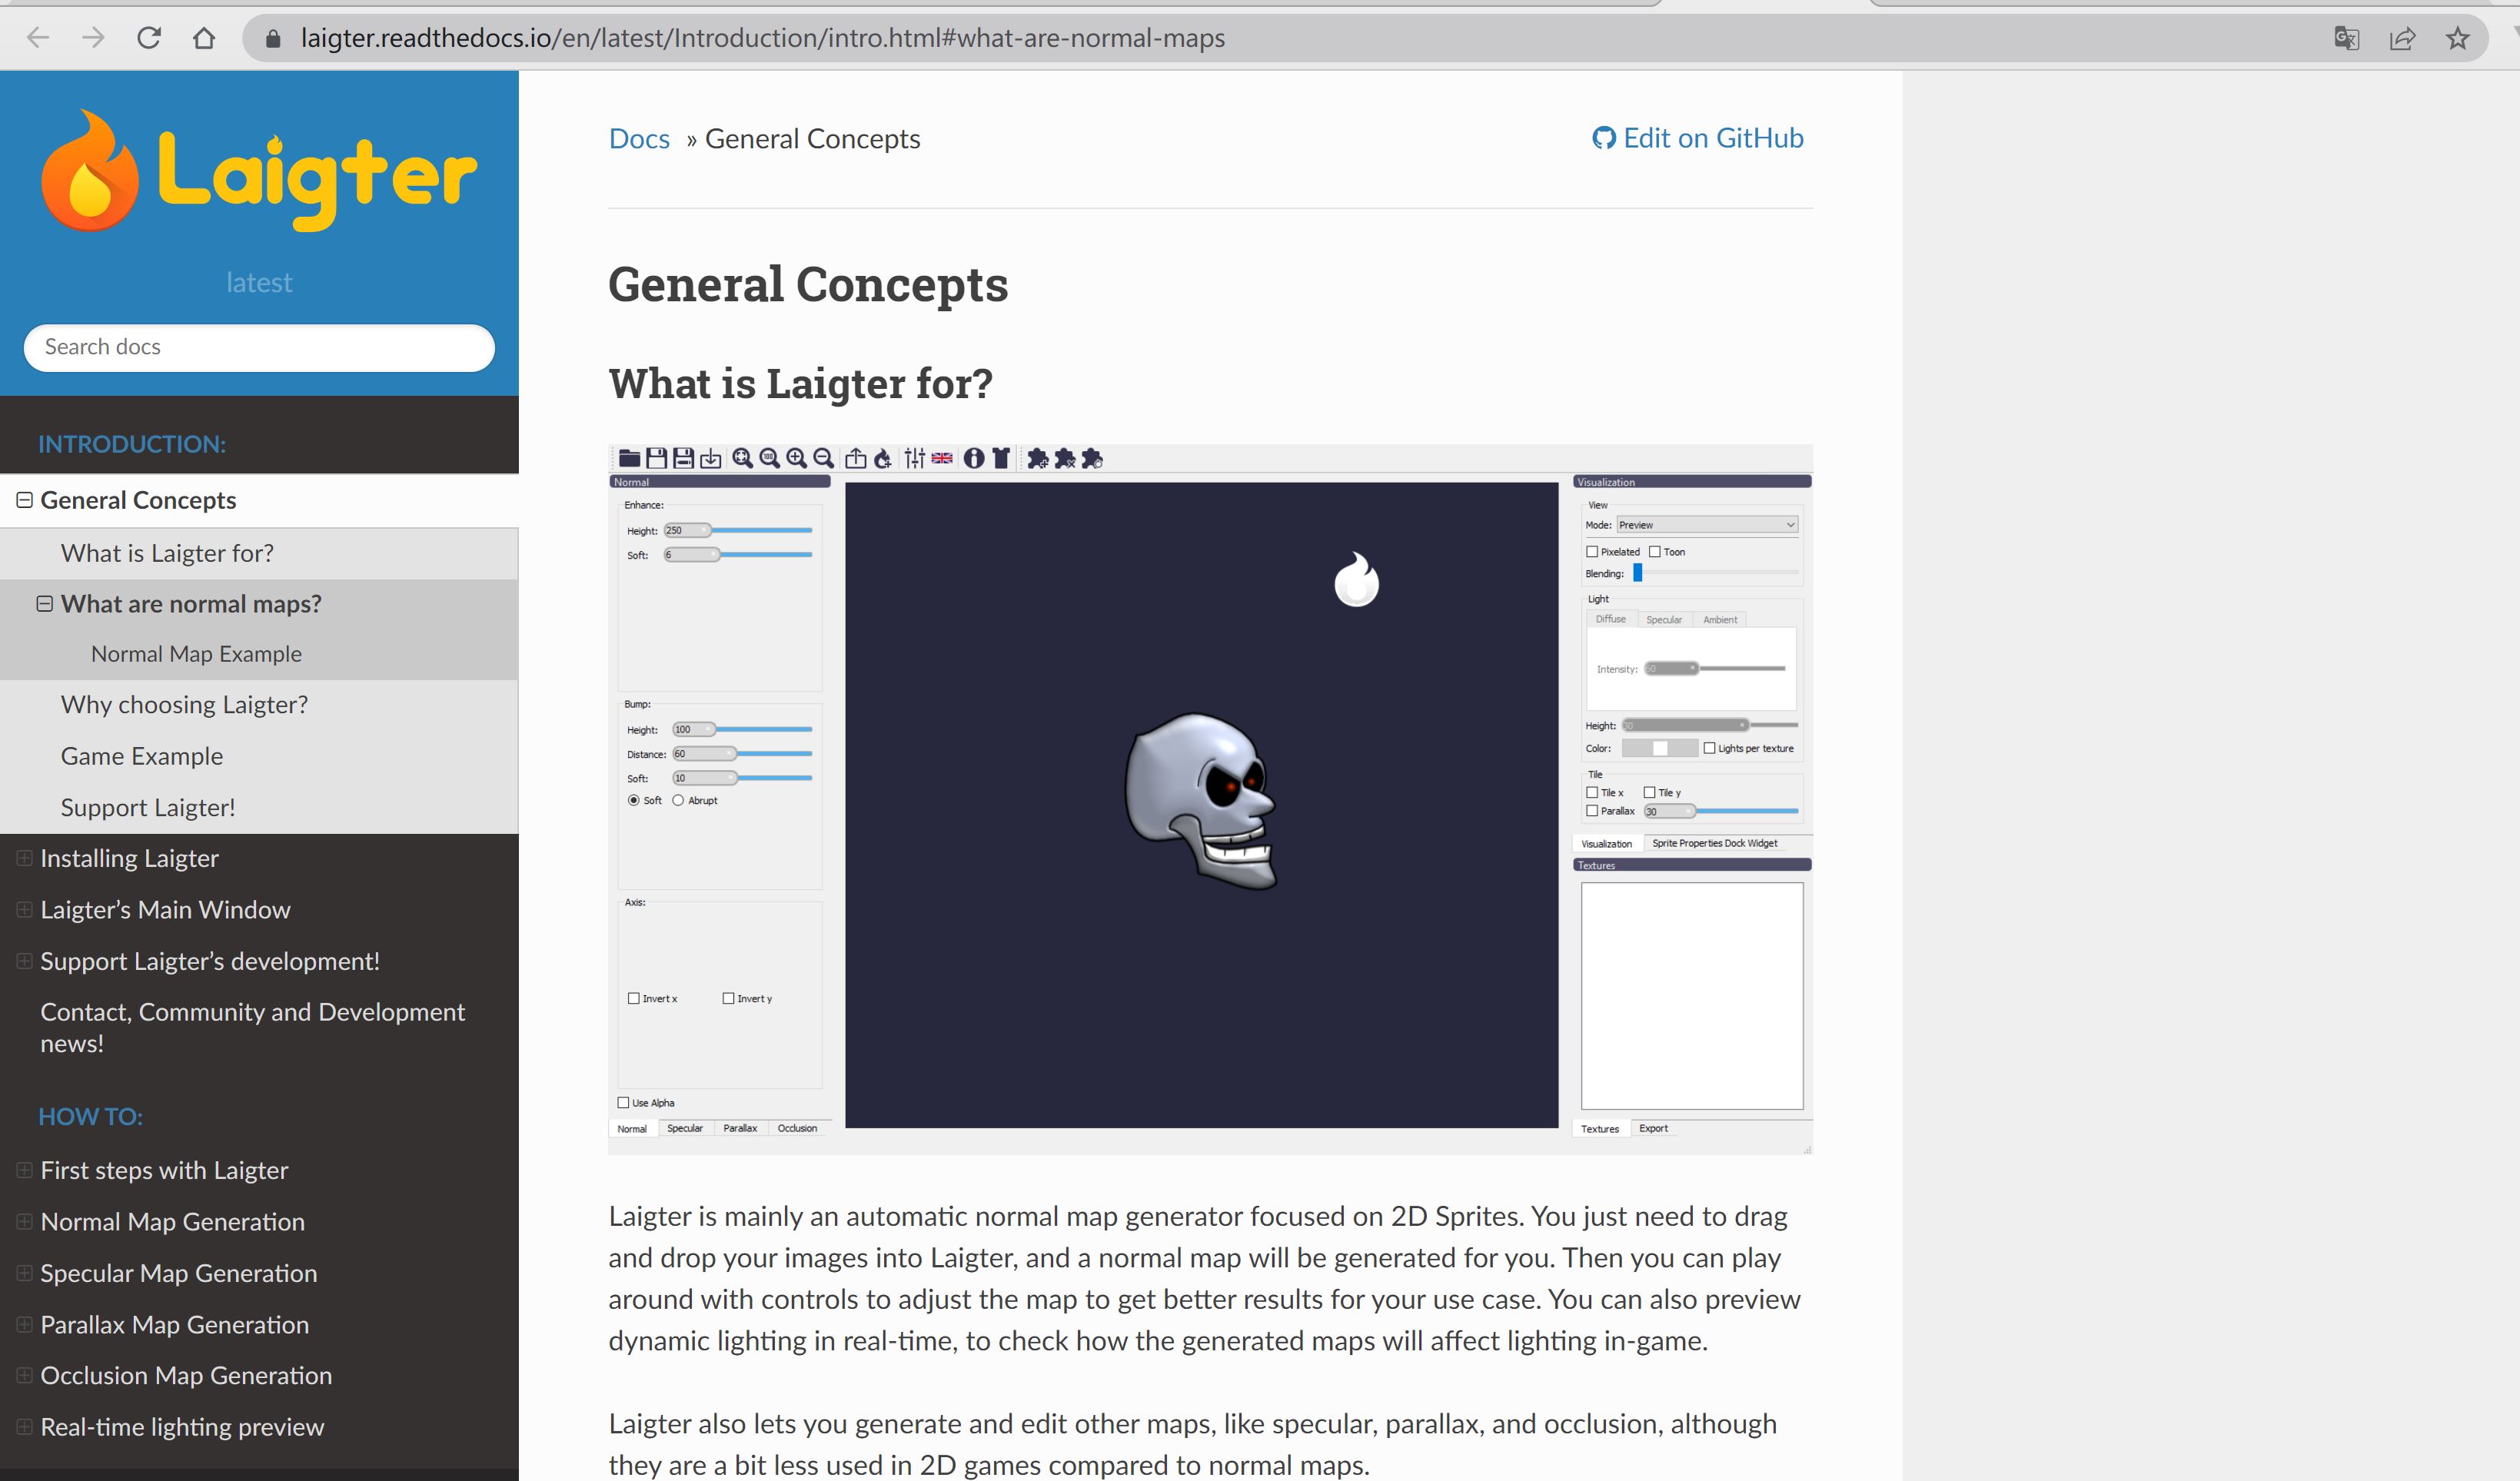 laigter.readthedocs.io/en/latest/Introduction/intro.html#what-are-normal-maps
Laigter
latest
Search docs
INTRODUCTION:
General Concepts
What is Laigter for?
What are normal maps?
Normal Map Example
Why choosing Laigter?
Game Example
Support Laigter!
Installing Laigter
Laigter's Main Window
Support Laigter's development!
Contact, Community and Development
news!
HOW TO:
First steps with Laigter
Normal Map Generation
Specular Map Generation
Parallax Map Generation
Occlusion Map Generation
Real-time lighting preview
Docs » General Concepts
Edit on GitHub
General Concepts
What is Laigter for?
Normal
Enhance:
Height: 250
Soft: 6
Bump:
Height: 100
Distance: 60
Soft: 10
Soft Abrupt
Axis:
Invert x Invert y
Use Alpha
Normal Specular Parallax Occlusion
Visualization
View
Mode: Preview
Pixelated Toon
Blending:
Light
Diffuse Specular Ambient
Intensity:
Height:
Color: Lights per texture
Tile
Tile x Tile y
Parallax 30
Visualization Sprite Properties Dock Widget
Textures
Textures Export
Laigter is mainly an automatic normal map generator focused on 2D Sprites. You just need to drag
and drop your images into Laigter, and a normal map will be generated for you. Then you can play
around with controls to adjust the map to get better results for your use case. You can also preview
dynamic lighting in real-time, to check how the generated maps will affect lighting in-game.
Laigter also lets you generate and edit other maps, like specular, parallax, and occlusion, although
they are a bit less used in 2D games compared to normal maps.